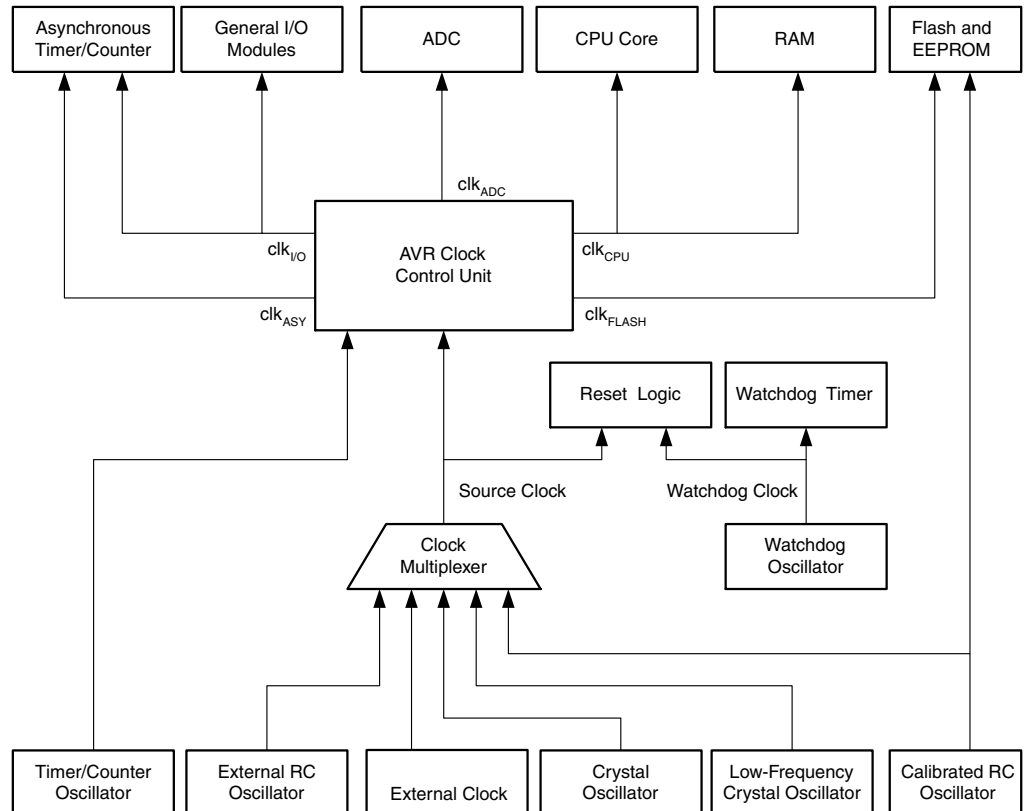 Asynchronous
Timer/Counter
General I/O
Modules
ADC
CPU Core
RAM
Flash and
EEPROM
clkADC
clkI/O
AVR Clock
Control Unit
clkCPU
clkASY
clkFLASH
Reset Logic
Watchdog Timer
Source Clock
Watchdog Clock
Clock
Multiplexer
Watchdog
Oscillator
Timer/Counter
Oscillator
External RC
Oscillator
External Clock
Crystal
Oscillator
Low-Frequency
Crystal Oscillator
Calibrated RC
Oscillator